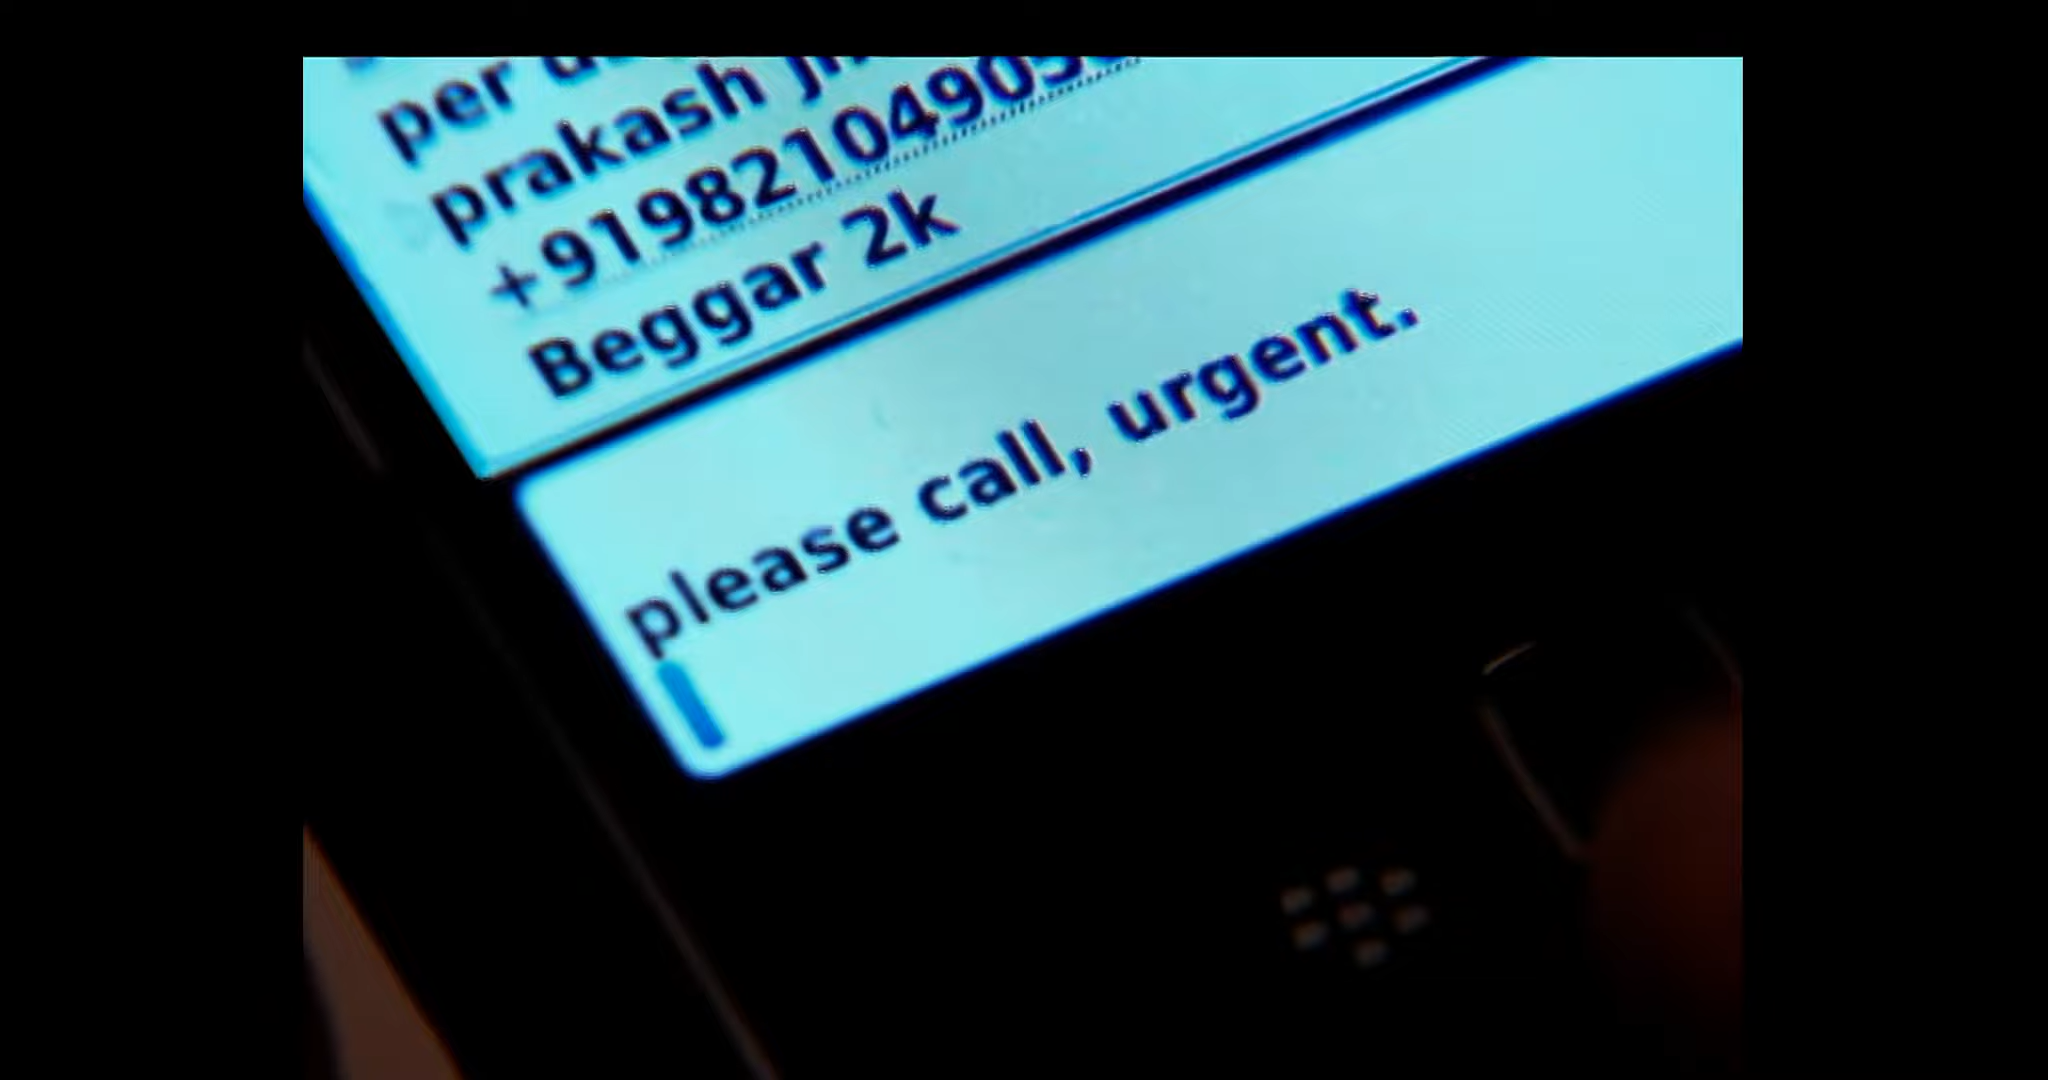 per
prakash
+9198210490
Beggar 2k
please call, urgent.